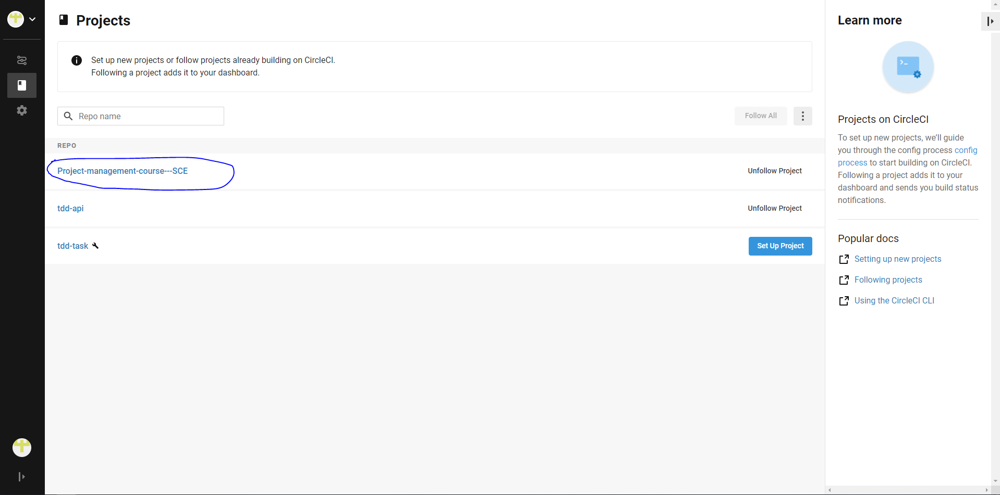 Projects
Set up new projects or follow projects already building on CircleCI.
Following a project adds it to your dashboard.
Repo name
Follow All
REPO
Project-management-course---SCE
Unfollow Project
tdd-api
Unfollow Project
tdd-task
Set Up Project
Learn more
>_
Projects on CircleCI
To set up new projects, we’ll guide
you through the config process config
process to start building on CircleCI.
Following a project adds it to your
dashboard and sends you build status
notifications.
Popular docs
Setting up new projects
Following projects
Using the CircleCI CLI